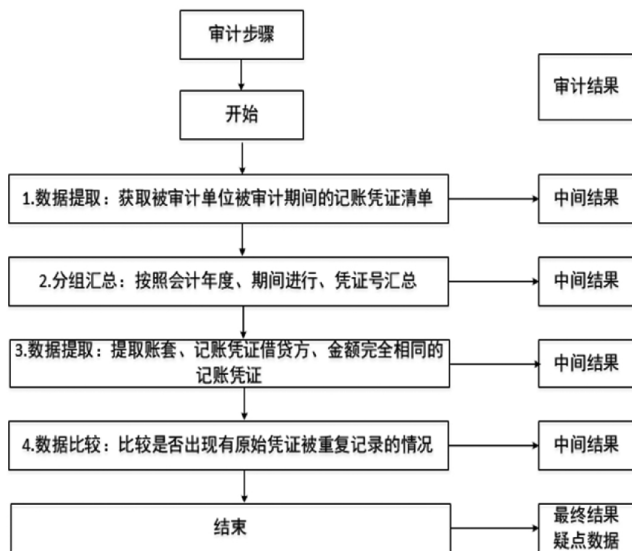 审计步骤
审计结果
开始
1.数据提取：获取被审计单位被审计期间的记账凭证清单
中间结果
2.分组汇总：按照会计年度、期间进行、凭证号汇总
中间结果
3.数据提取：提取账套、记账凭证借贷方、金额完全相同的
记账凭证
中间结果
4.数据比较：比较是否出现有原始凭证被重复记录的情况
中间结果
结束
最终结果
疑点数据